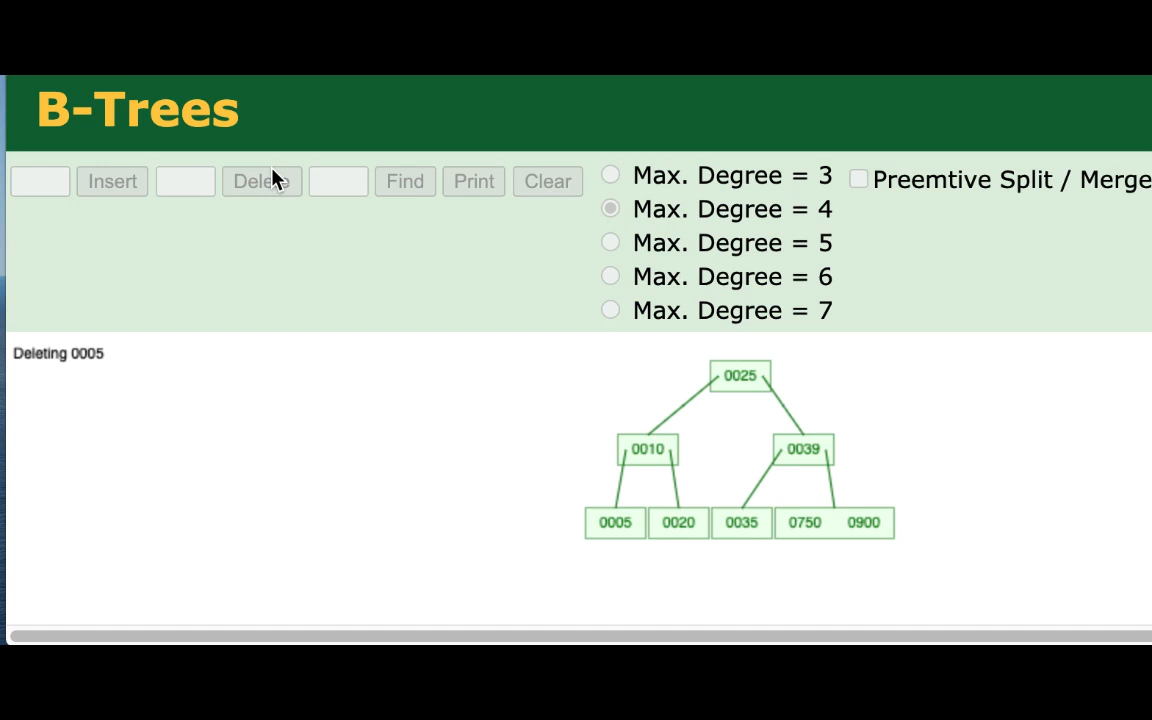 B-Trees
Insert Delete Find Print Clear
Max. Degree = 3
Preemtive Split / Merge
Max. Degree = 4
Max. Degree = 5
Max. Degree = 6
Max. Degree = 7
Deleting 0005
0025
0010 0039
0005 0020 0035 0750 0900